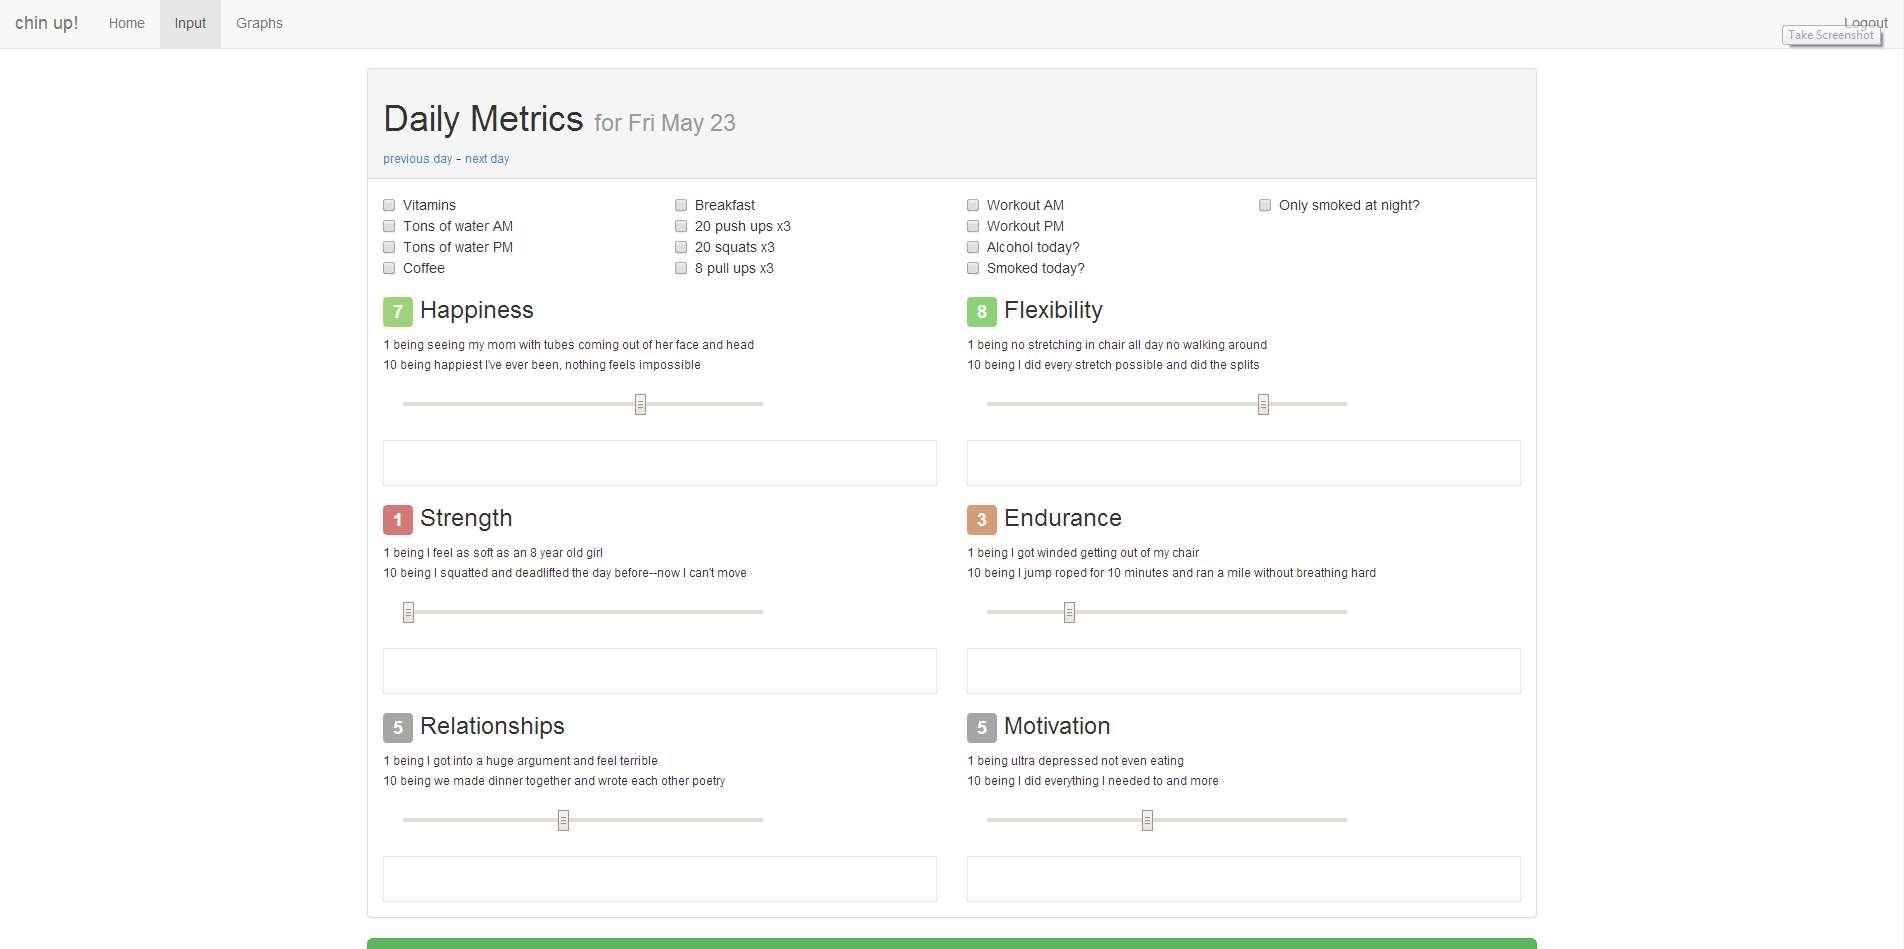 chin up! Home Input Graphs Logout
Take Screenshot
Daily Metrics for Fri May 23
previous day - next day
Vitamins Breakfast Workout AM Only smoked at night?
Tons of water AM 20 push ups x3 Workout PM
Tons of water PM 20 squats x3 Alcohol today?
Coffee 8 pull ups x3 Smoked today?
7 Happiness
1 being seeing my mom with tubes coming out of her face and head
10 being happiest I've ever been, nothing feels impossible
8 Flexibility
1 being no stretching in chair all day no walking around
10 being I did every stretch possible and did the splits
1 Strength
1 being I feel as soft as an 8 year old girl
10 being I squatted and deadlifted the day before--now I can't move
3 Endurance
1 being I got winded getting out of my chair
10 being I jump roped for 10 minutes and ran a mile without breathing hard
5 Relationships
1 being I got into a huge argument and feel terrible
10 being we made dinner together and wrote each other poetry
5 Motivation
1 being ultra depressed not even eating
10 being I did everything I needed to and more